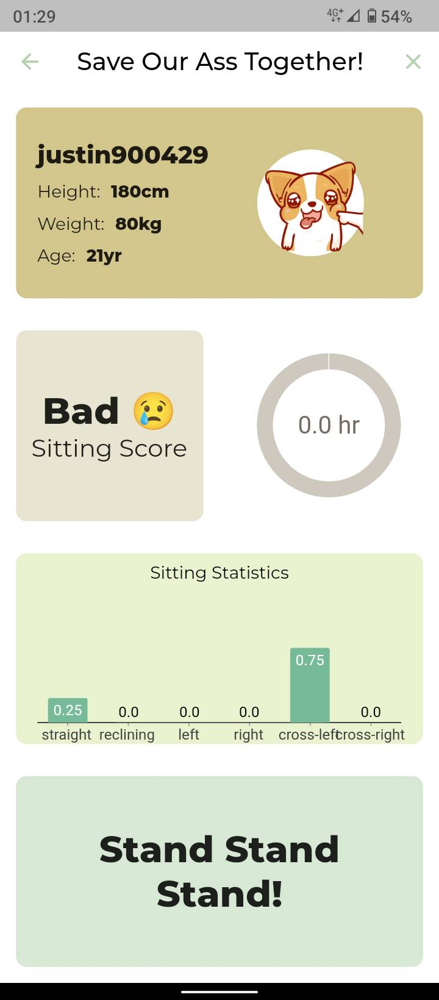 01:29 4G+ 54%
Save Our Ass Together!
justin900429
Height: 180cm
Weight: 80kg
Age: 21yr
Bad 😢
Sitting Score
0.0 hr
Sitting Statistics
0.25 0.0 0.0 0.0 0.75 0.0
straight reclining left right cross-left cross-right
Stand Stand
Stand!